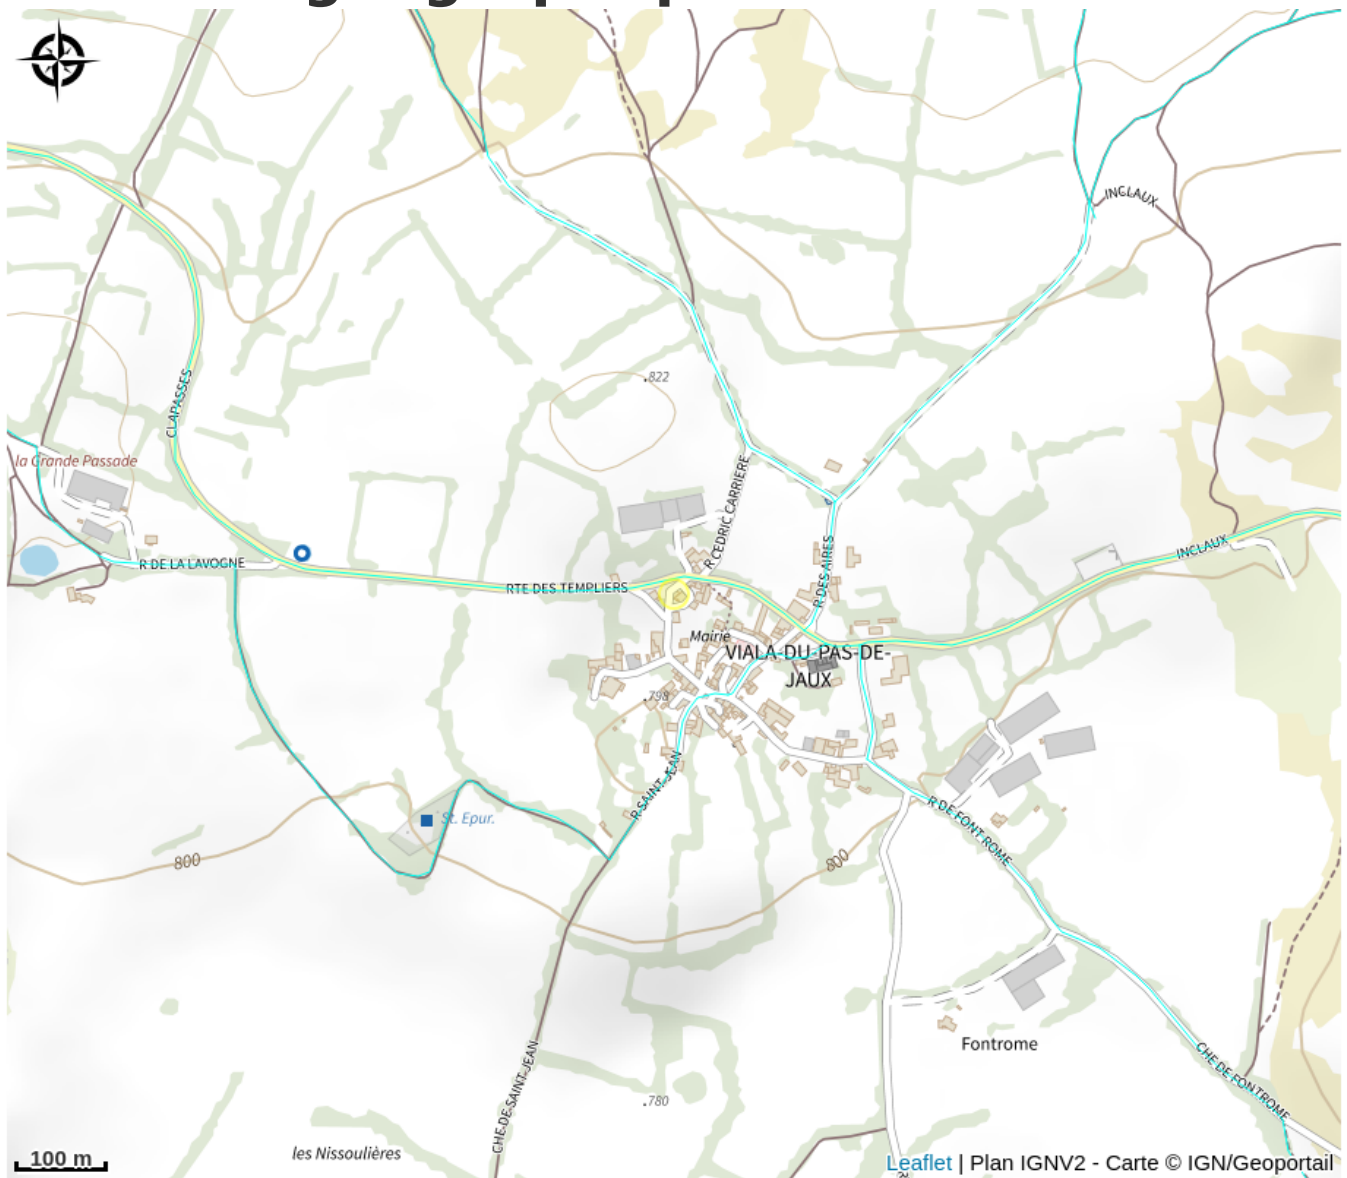 INCLAUX
.822
CLAPASSES
la Grande Passade
R CEDRIC CARRIERE
R DES AIRES
INCLAUX
R DE LA LAVOGNE
RTE DES TEMPLIERS
Mairie
VIALA-DU-PAS-DE-
JAUX
.798
R SAINT-JEAN
St. Epur.
R DE FONT ROME
800
800
Fontrome
CHE DE SAINT-JEAN
CHE DE FONTROME
.780
les Nissoulières
100 m
Leaflet | Plan IGNV2 - Carte © IGN/Geoportail